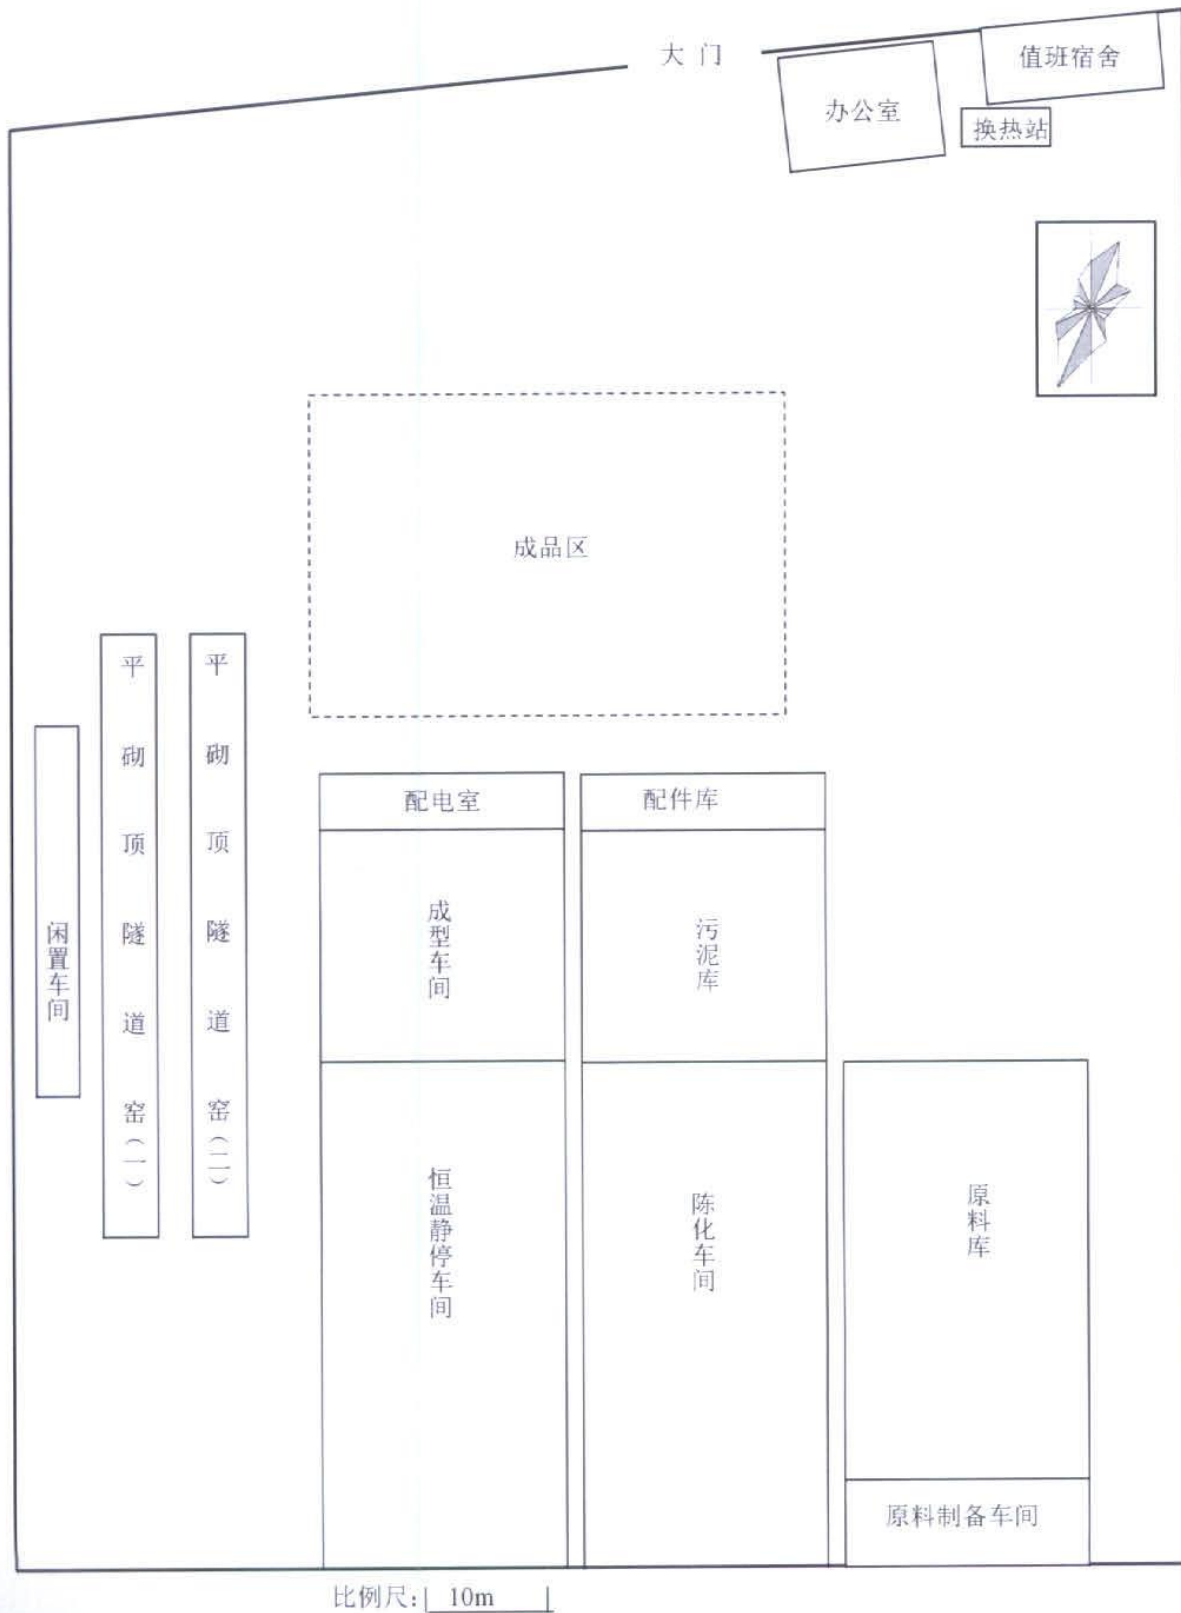 大 门
值班宿舍
办公室
换热站
成品区
平砌顶隧道窑(一)
平砌顶隧道窑(二)
闲置车间
配电室
配件库
成型车间
污泥库
恒温静停车间
陈化车间
原料库
原料制备车间
比例尺: 10m